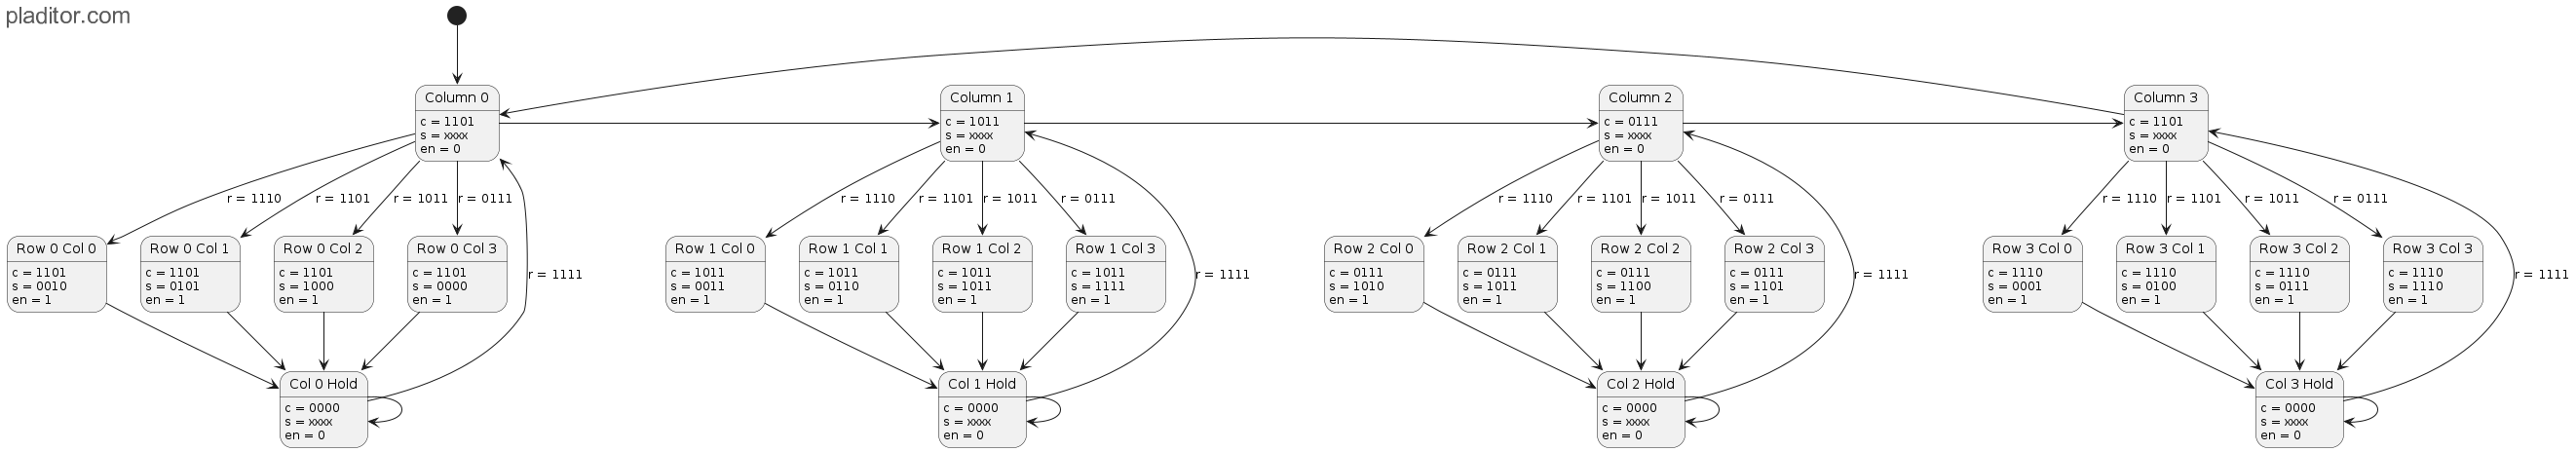 pladitor.com
Column 0
c = 1101
s = xxxx
en = 0
Column 1
c = 1011
s = xxxx
en = 0
Column 2
c = 0111
s = xxxx
en = 0
Column 3
c = 1101
s = xxxx
en = 0
r = 1110
r = 1101
r = 1011
r = 0111
r = 1110
r = 1101
r = 1011
r = 0111
r = 1110
r = 1101
r = 1011
r = 0111
r = 1110
r = 1101
r = 1011
r = 0111
Row 0 Col 0
c = 1101
s = 0010
en = 1
Row 0 Col 1
c = 1101
s = 0101
en = 1
Row 0 Col 2
c = 1101
s = 1000
en = 1
Row 0 Col 3
c = 1101
s = 0000
en = 1
r = 1111
Row 1 Col 0
c = 1011
s = 0011
en = 1
Row 1 Col 1
c = 1011
s = 0110
en = 1
Row 1 Col 2
c = 1011
s = 1011
en = 1
Row 1 Col 3
c = 1011
s = 1111
en = 1
r = 1111
Row 2 Col 0
c = 0111
s = 1010
en = 1
Row 2 Col 1
c = 0111
s = 1011
en = 1
Row 2 Col 2
c = 0111
s = 1100
en = 1
Row 2 Col 3
c = 0111
s = 1101
en = 1
r = 1111
Row 3 Col 0
c = 1110
s = 0001
en = 1
Row 3 Col 1
c = 1110
s = 0100
en = 1
Row 3 Col 2
c = 1110
s = 0111
en = 1
Row 3 Col 3
c = 1110
s = 1110
en = 1
r = 1111
Col 0 Hold
c = 0000
s = xxxx
en = 0
Col 1 Hold
c = 0000
s = xxxx
en = 0
Col 2 Hold
c = 0000
s = xxxx
en = 0
Col 3 Hold
c = 0000
s = xxxx
en = 0